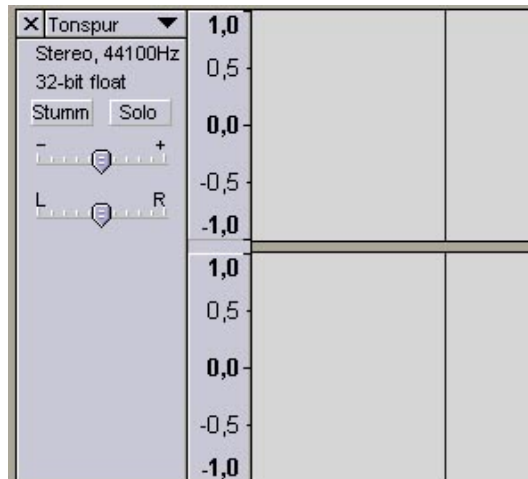 X Tonspur
Stereo, 44100Hz
32-bit float
Stumm Solo
- +
L R
1,0
0,5
0,0
-0,5
-1,0
1,0
0,5
0,0
-0,5
-1,0